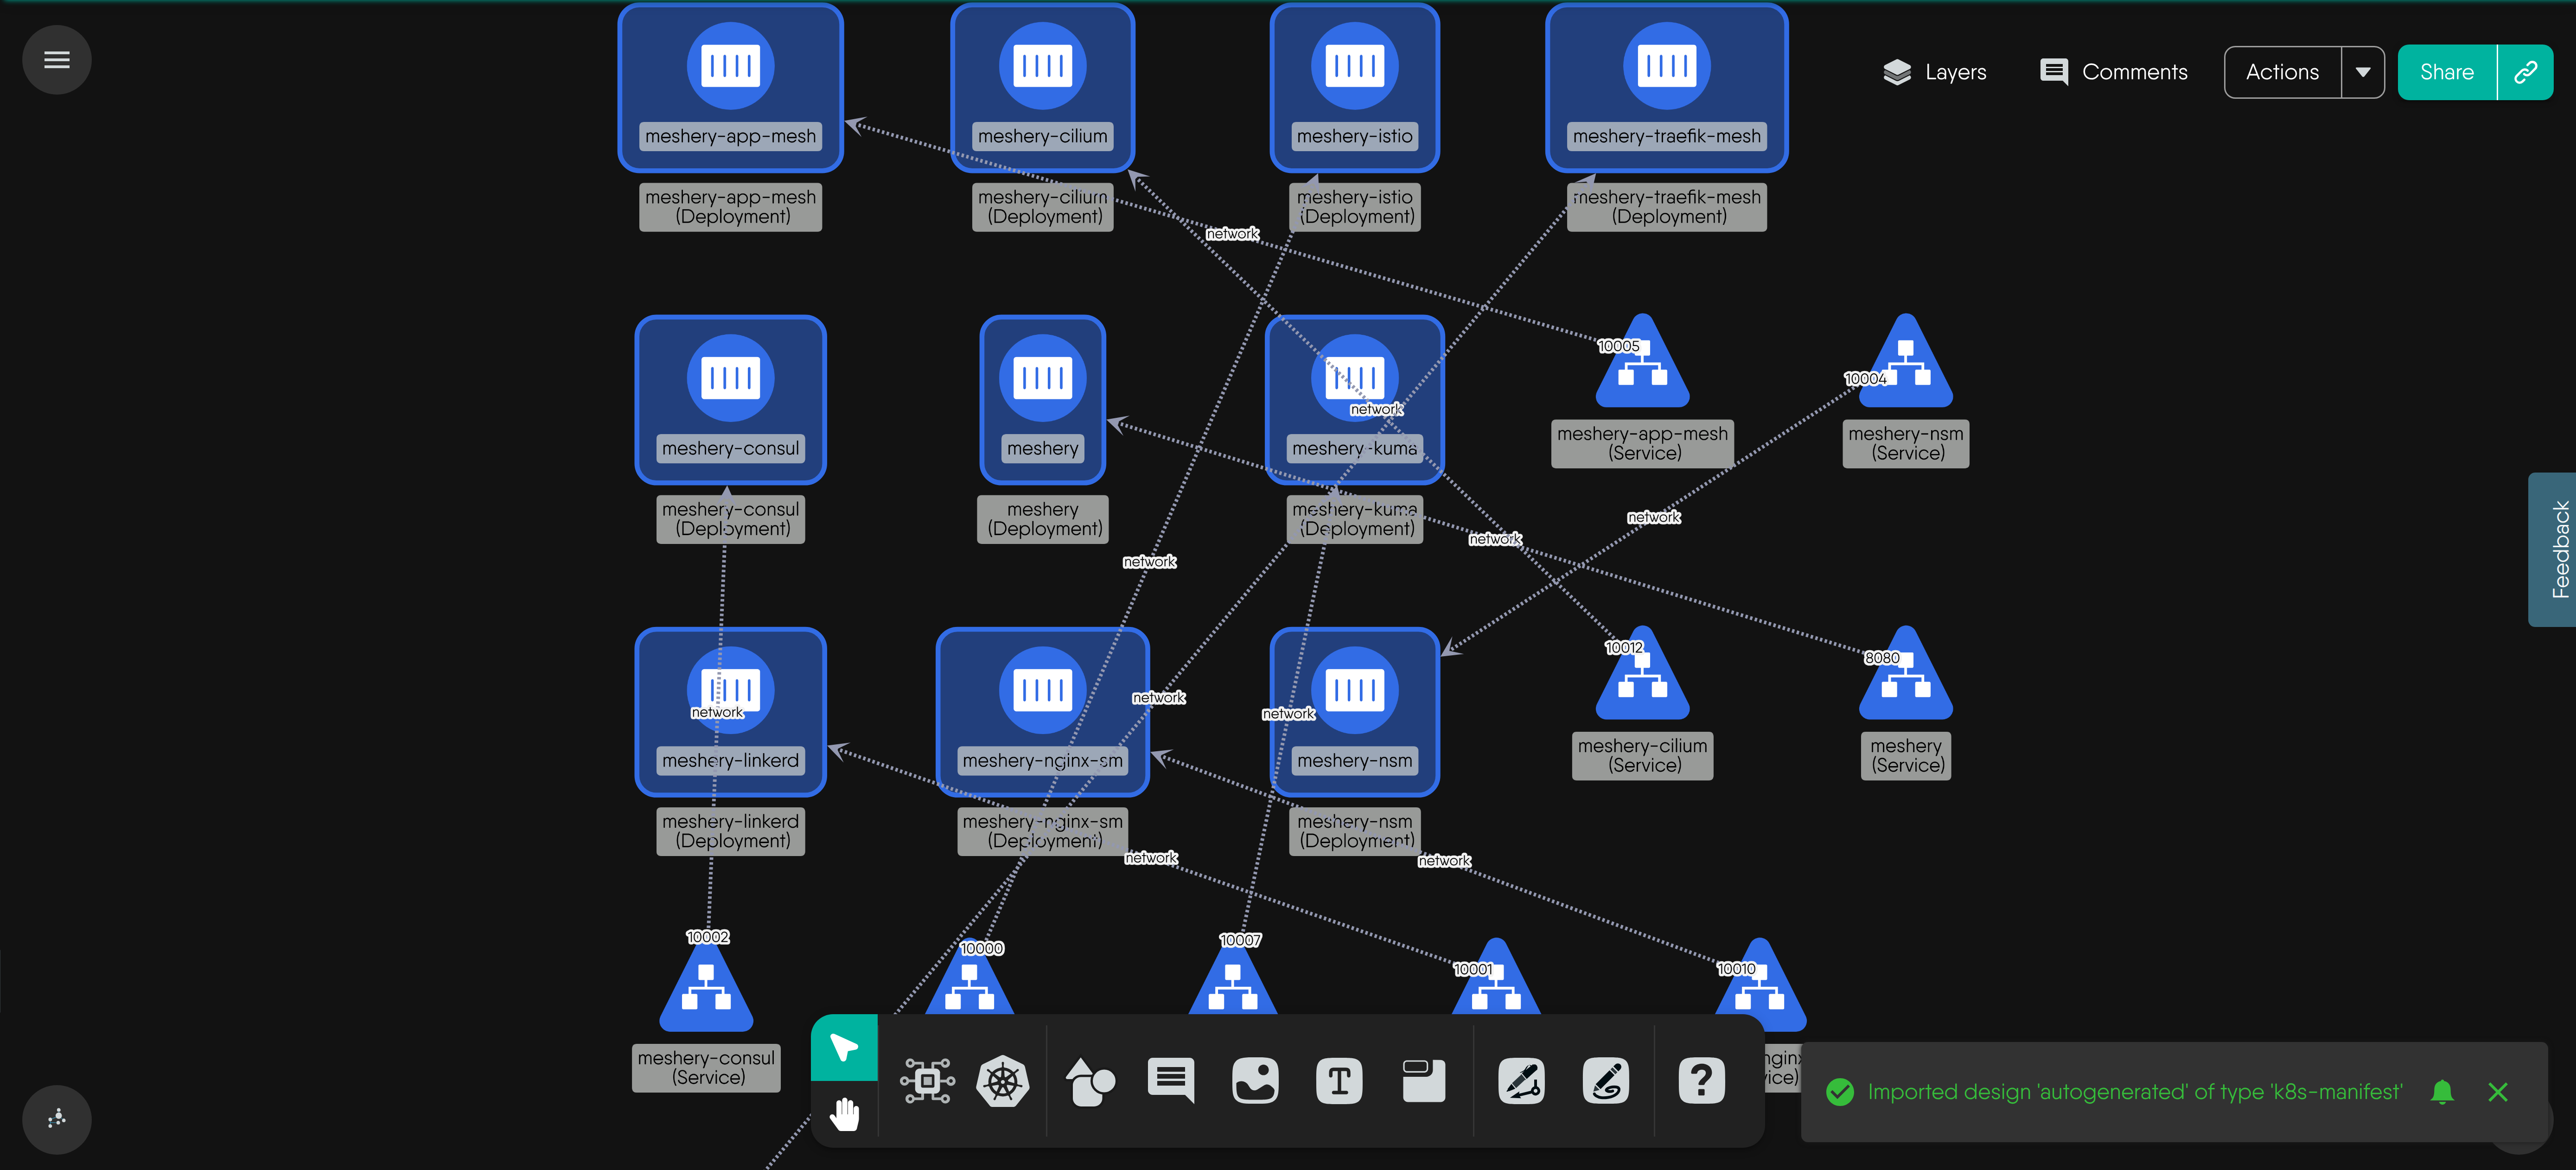 meshery-app-mesh
meshery-cilium
meshery-istio
meshery-traefik-mesh
Layers
Comments
Actions
Share
meshery-app-mesh
(Deployment)
meshery-cilium
(Deployment)
meshery-istio
(Deployment)
meshery-traefik-mesh
(Deployment)
network
10005
10004
network
meshery-consul
meshery
meshery-kuma
meshery-app-mesh
(Service)
meshery-nsm
(Service)
meshery-consul
(Deployment)
meshery
(Deployment)
meshery-kuma
(Deployment)
network
network
network
Feedback
10012
8080
network
network
network
meshery-linkerd
meshery-nginx-sm
meshery-nsm
meshery-cilium
(Service)
meshery
(Service)
meshery-linkerd
(Deployment)
meshery-nginx-sm
(Deployment)
meshery-nsm
(Deployment)
network
network
10002
10000
10007
10001
10010
meshery-consul
(Service)
Imported design 'autogenerated' of type 'k8s-manifest'